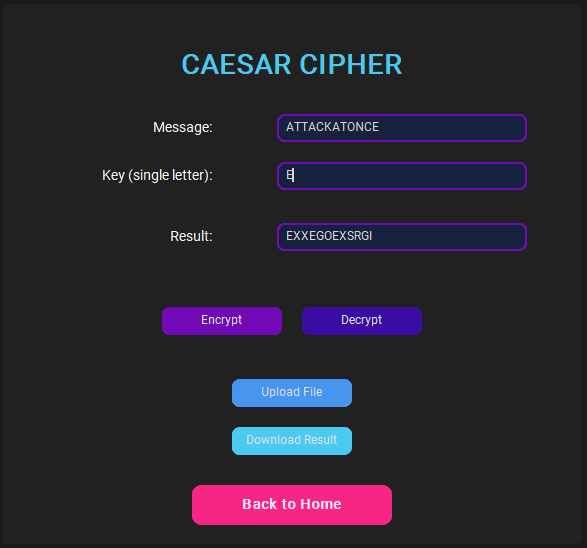 CAESAR CIPHER
Message: ATTACKATONCE
Key (single letter): E
Result: EXXEGOEXSRGI
Encrypt Decrypt
Upload File
Download Result
Back to Home